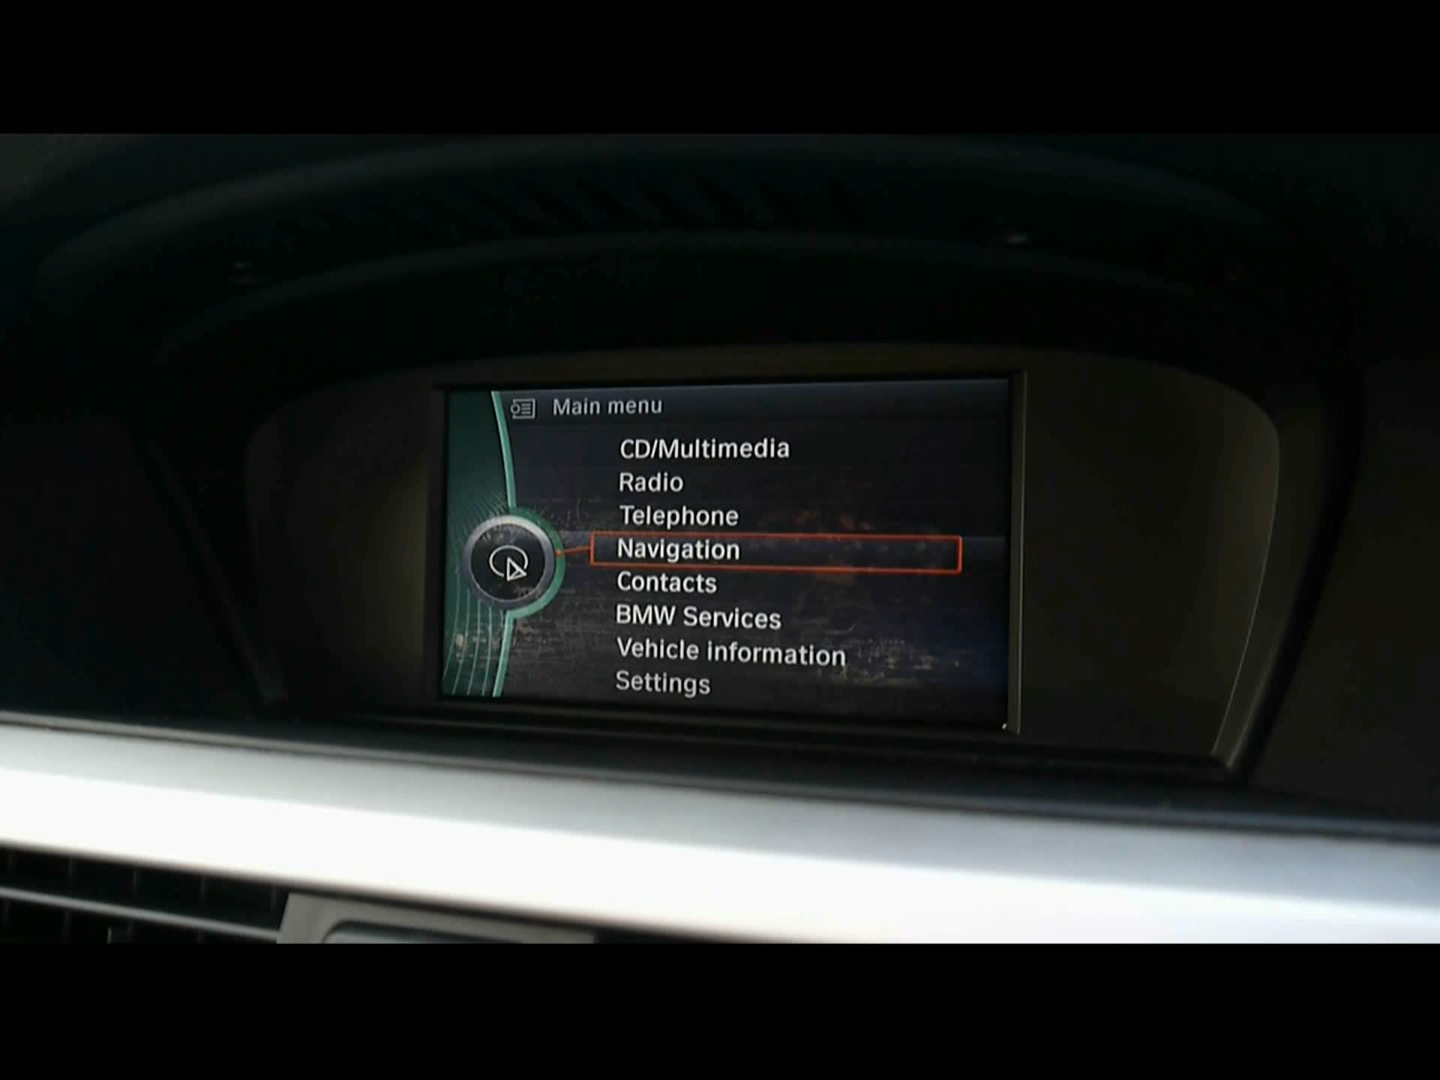 Main menu
CD/Multimedia
Radio
Telephone
Navigation
Contacts
BMW Services
Vehicle information
Settings